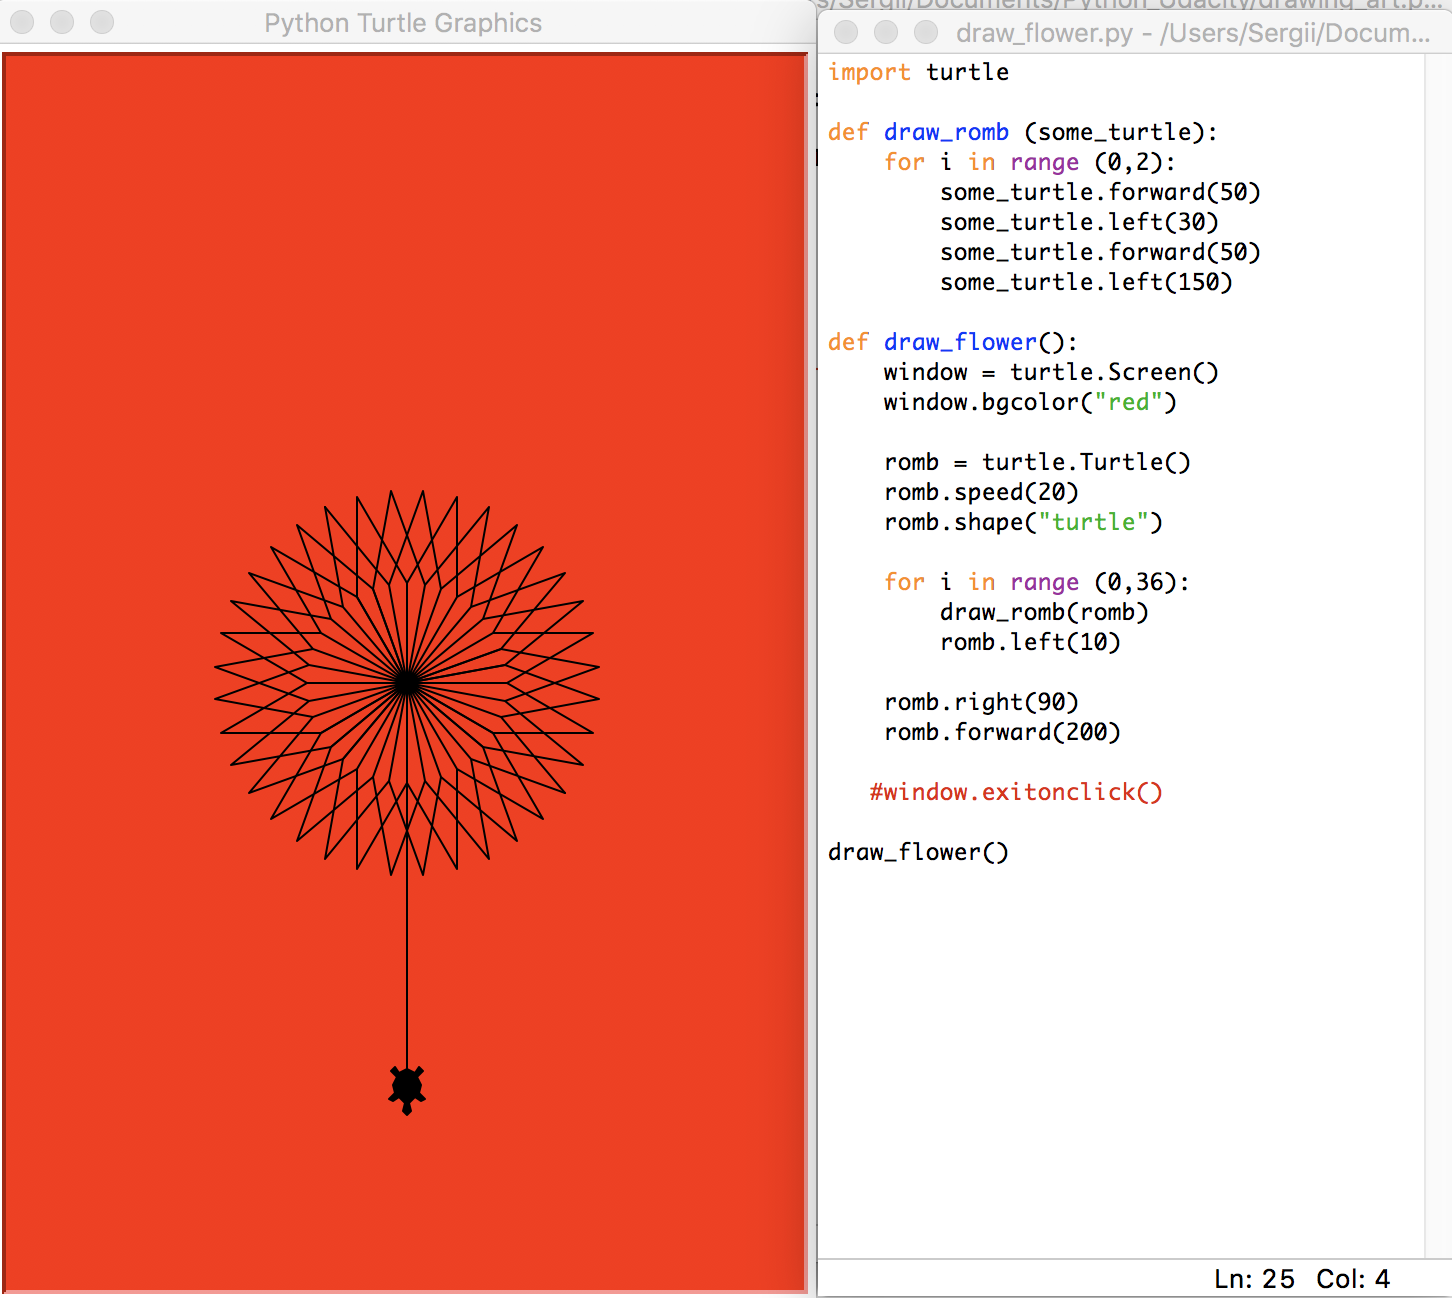 Python Turtle Graphics
s/Sergii/Documents/Python_Udacity/drawing_art.p...
draw_flower.py - /Users/Sergii/Docum...
import turtle
def draw_romb (some_turtle):
    for i in range (0,2):
        some_turtle.forward(50)
        some_turtle.left(30)
        some_turtle.forward(50)
        some_turtle.left(150)
def draw_flower():
    window = turtle.Screen()
    window.bgcolor("red")
    romb = turtle.Turtle()
    romb.speed(20)
    romb.shape("turtle")
    for i in range (0,36):
        draw_romb(romb)
        romb.left(10)
    romb.right(90)
    romb.forward(200)
   #window.exitonclick()
draw_flower()
Ln: 25 Col: 4